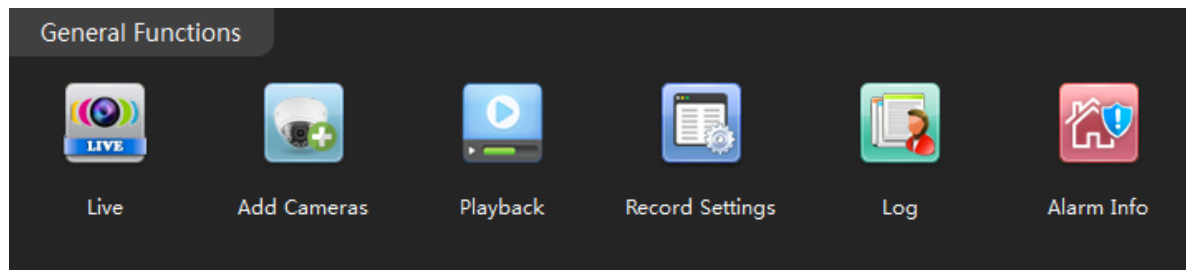 General Functions
LIVE
Live
Add Cameras
Playback
Record Settings
Log
Alarm Info